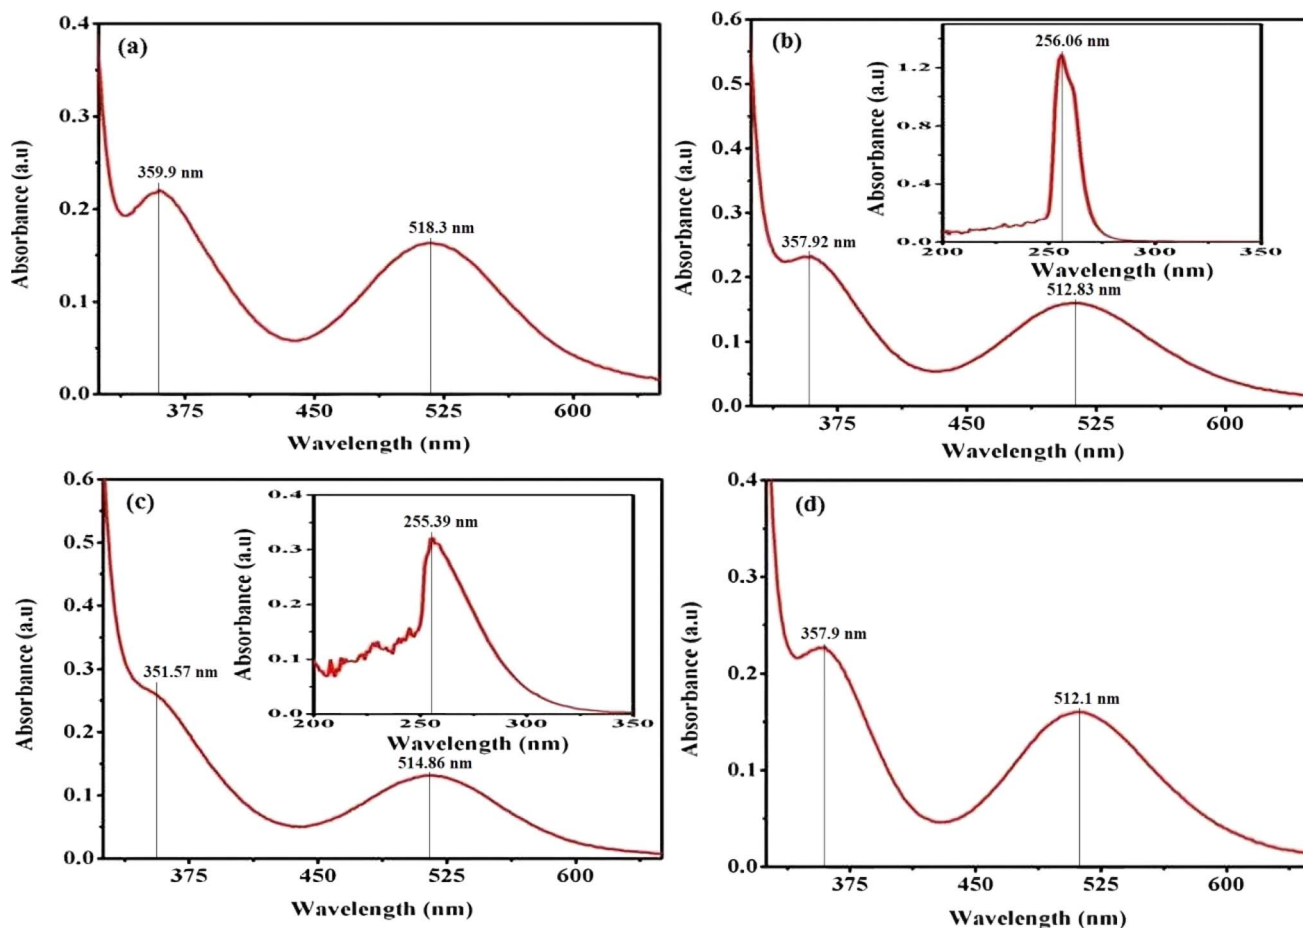 (a)
Absorbance (a.u)
0.4
0.3
0.2
0.1
0.0
359.9 nm
518.3 nm
375
450
525
600
Wavelength (nm)
(b)
Absorbance (a.u)
0.6
0.5
0.4
0.3
0.2
0.1
0.0
357.92 nm
512.83 nm
375
450
525
600
Wavelength (nm)
256.06 nm
Absorbance (a.u)
1.2
0.8
0.4
0.0
200
250
300
350
Wavelength (nm)
(c)
Absorbance (a.u)
0.6
0.5
0.4
0.3
0.2
0.1
0.0
351.57 nm
514.86 nm
375
450
525
600
Wavelength (nm)
255.39 nm
Absorbance (a.u)
0.4
0.3
0.2
0.1
0.0
200
250
300
350
Wavelength (nm)
(d)
Absorbance (a.u)
0.4
0.3
0.2
0.1
0.0
357.9 nm
512.1 nm
375
450
525
600
Wavelength (nm)